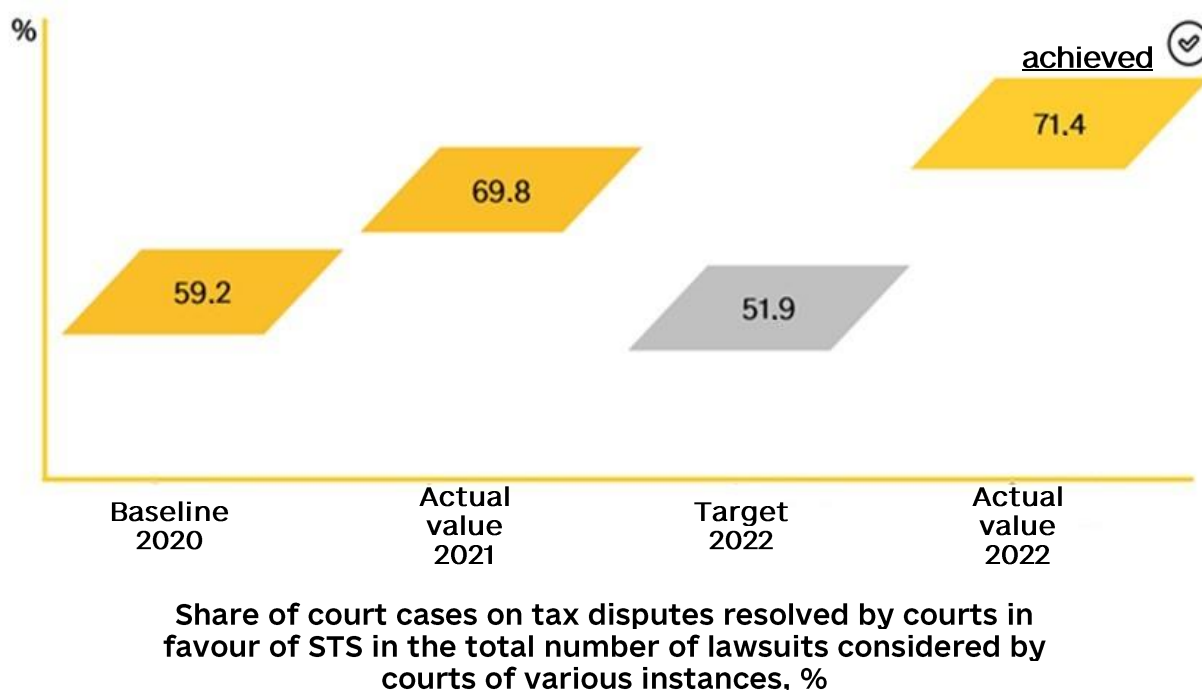 %
achieved
71.4
69.8
59.2
51.9
Baseline
2020
Actual
value
2021
Target
2022
Actual
value
2022
Share of court cases on tax disputes resolved by courts in
favour of STS in the total number of lawsuits considered by
courts of various instances, %